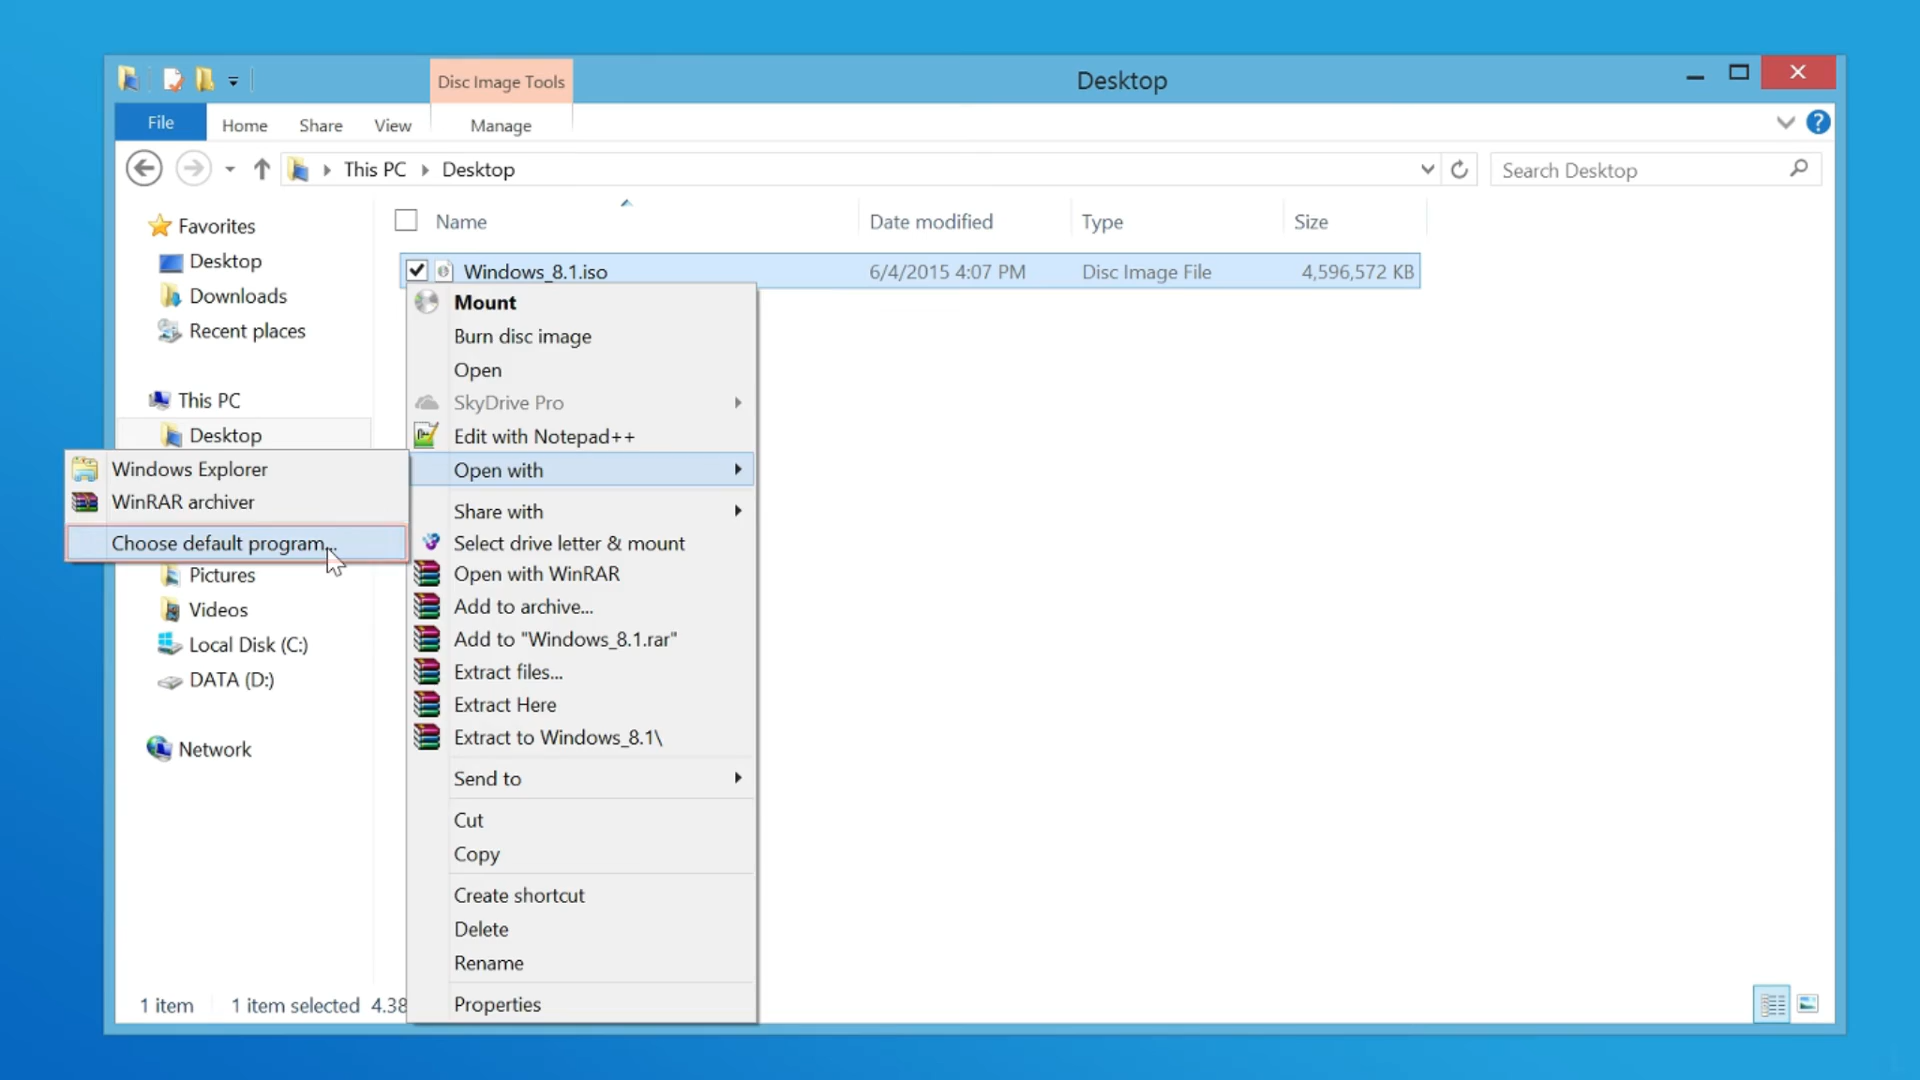 Disc Image Tools
Desktop
File
Home
Share
View
Manage
This PC
Desktop
Search Desktop
Name
Date modified
Type
Size
Windows_8.1.iso
6/4/2015 4:07 PM
Disc Image File
4,596,572 KB
Favorites
Desktop
Downloads
Recent places
This PC
Desktop
Pictures
Videos
Local Disk (C:)
DATA (D:)
Network
Windows Explorer
WinRAR archiver
Choose default program...
Mount
Burn disc image
Open
SkyDrive Pro
Edit with Notepad++
Open with
Share with
Select drive letter & mount
Open with WinRAR
Add to archive...
Add to "Windows_8.1.rar"
Extract files...
Extract Here
Extract to Windows_8.1\
Send to
Cut
Copy
Create shortcut
Delete
Rename
Properties
1 item
1 item selected 4.38